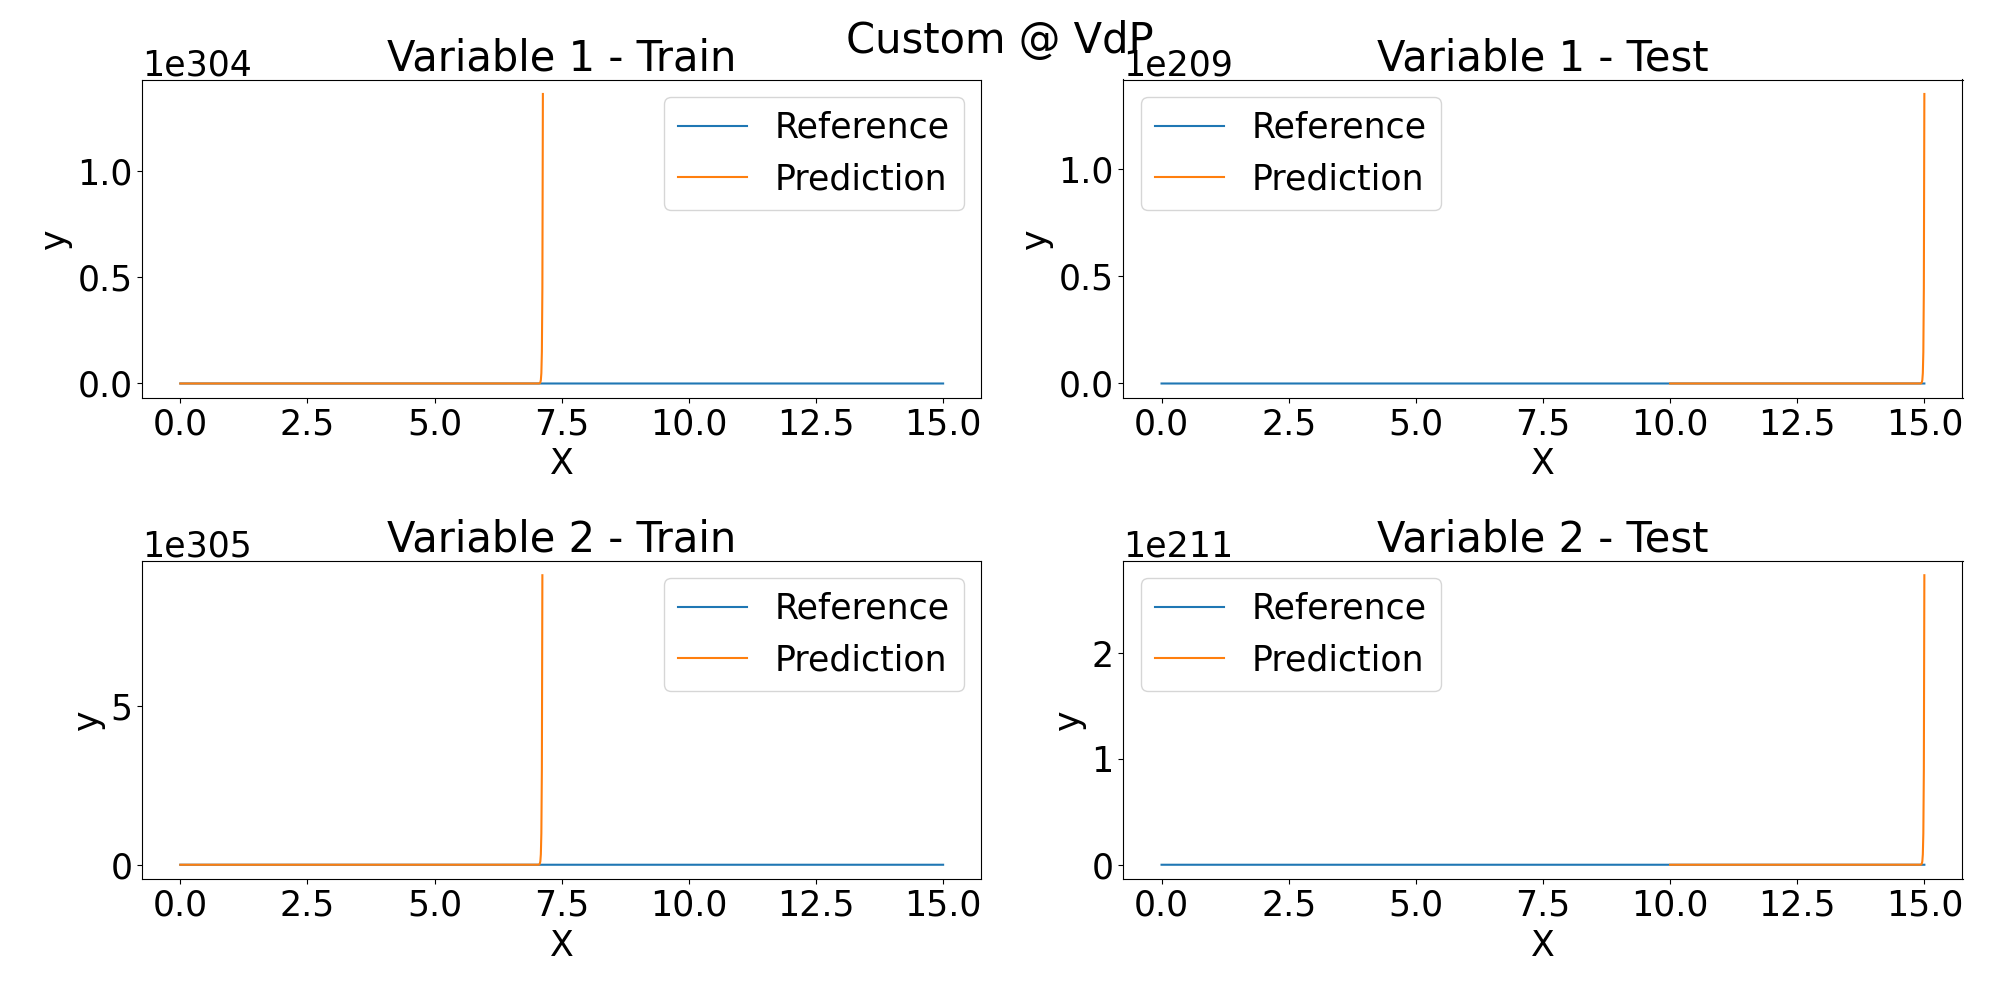 Custom @ VdP
Variable 1 - Train
1e304
y
1.0
0.5
0.0
Reference
Prediction
0.0 2.5 5.0 7.5 10.0 12.5 15.0
X
Variable 1 - Test
1e209
y
1.0
0.5
0.0
Reference
Prediction
0.0 2.5 5.0 7.5 10.0 12.5 15.0
X
Variable 2 - Train
1e305
y
5
0
Reference
Prediction
0.0 2.5 5.0 7.5 10.0 12.5 15.0
X
Variable 2 - Test
1e211
y
2
1
0
Reference
Prediction
0.0 2.5 5.0 7.5 10.0 12.5 15.0
X